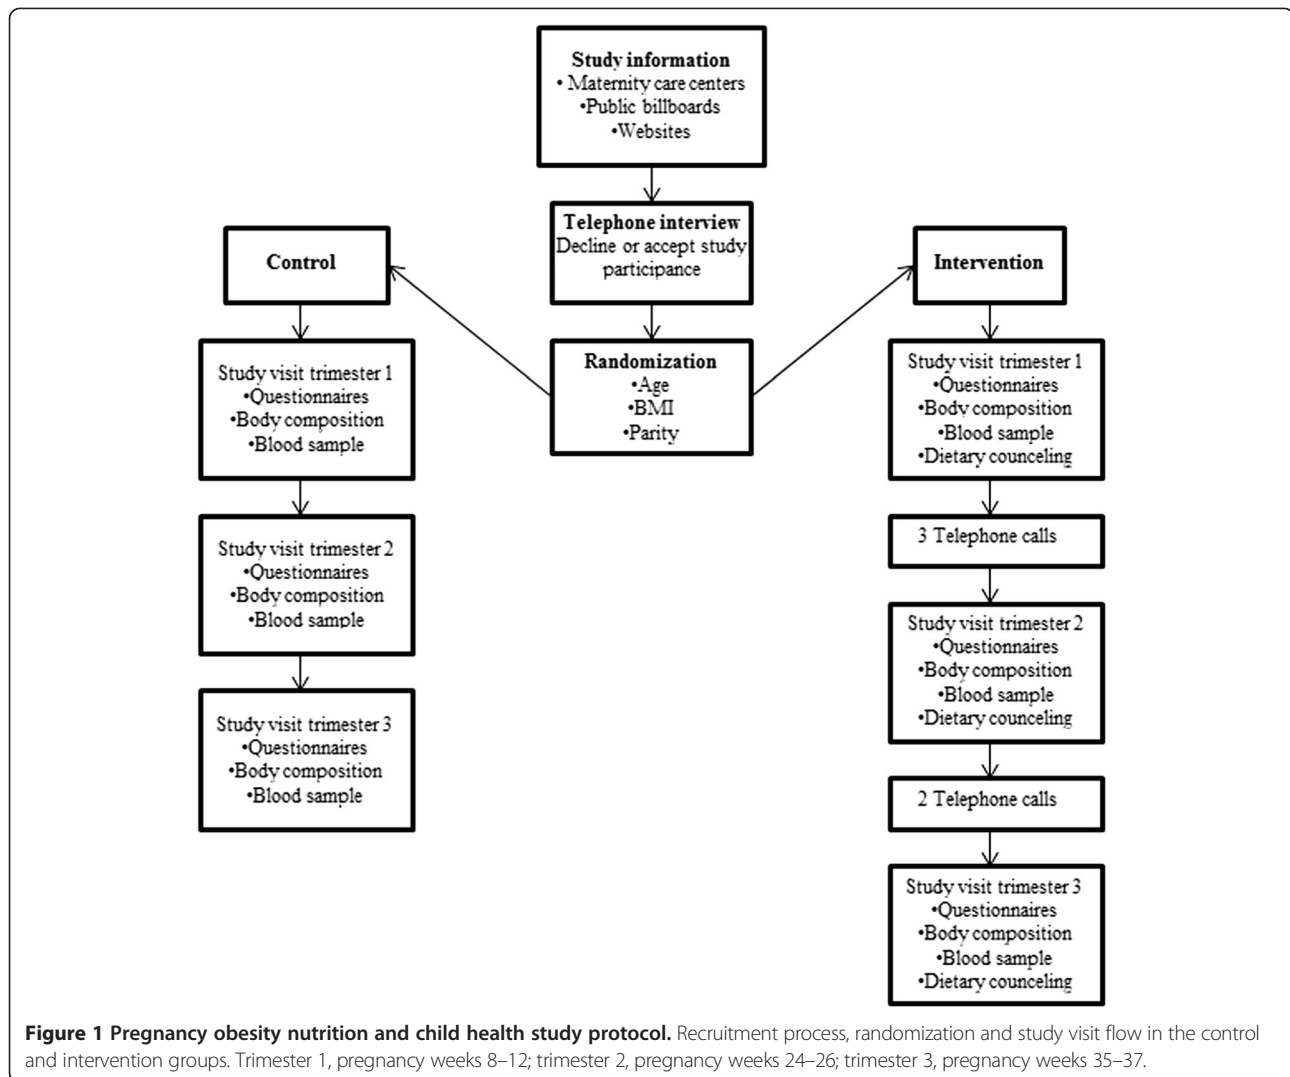 Study information
• Maternity care centers
•Public billboards
•Websites
Telephone interview
Decline or accept study
participance
Randomization
•Age
•BMI
•Parity
Control
Study visit trimester 1
•Questionnaires
•Body composition
•Blood sample
Study visit trimester 2
•Questionnaires
•Body composition
•Blood sample
Study visit trimester 3
•Questionnaires
•Body composition
•Blood sample
Intervention
Study visit trimester 1
•Questionnaires
•Body composition
•Blood sample
•Dietary counceling
3 Telephone calls
Study visit trimester 2
•Questionnaires
•Body composition
•Blood sample
•Dietary counceling
2 Telephone calls
Study visit trimester 3
•Questionnaires
•Body composition
•Blood sample
•Dietary counceling
Figure 1 Pregnancy obesity nutrition and child health study protocol. Recruitment process, randomization and study visit flow in the control
and intervention groups. Trimester 1, pregnancy weeks 8–12; trimester 2, pregnancy weeks 24–26; trimester 3, pregnancy weeks 35–37.